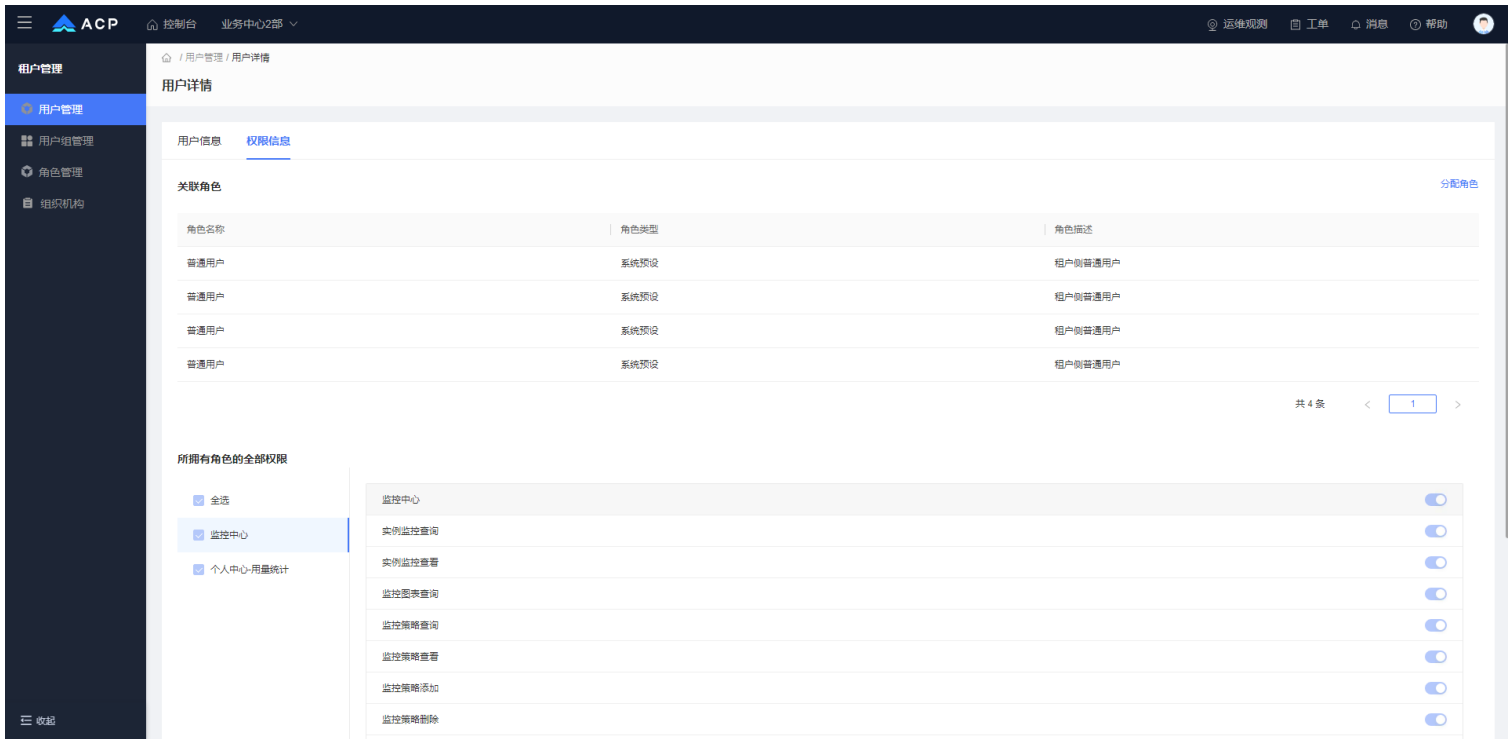 ACP 控制台 业务中心2部 运维观测 工单 消息 帮助
租户管理
用户管理
用户组管理
角色管理
组织机构
收起
/ 用户管理 / 用户详情
用户详情
用户信息 权限信息
关联角色 分配角色
角色名称 角色类型 角色描述
普通用户 系统预设 租户侧普通用户
普通用户 系统预设 租户侧普通用户
普通用户 系统预设 租户侧普通用户
普通用户 系统预设 租户侧普通用户
共 4 条 < 1 >
所拥有角色的全部权限
全选
监控中心
个人中心-用量统计
监控中心
实例监控查询
实例监控查看
监控图表查询
监控策略查询
监控策略查看
监控策略添加
监控策略删除